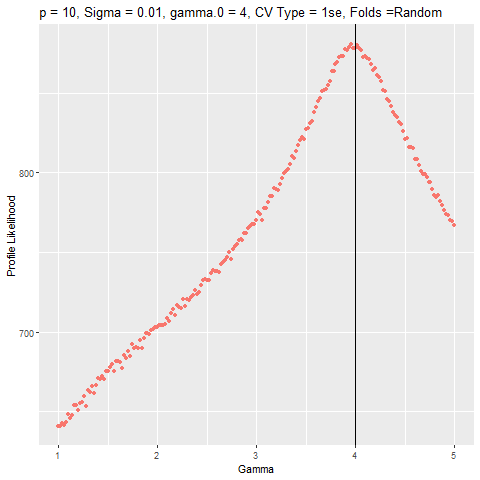 p = 10, Sigma = 0.01, gamma.0 = 4, CV Type = 1se, Folds =Random
Profile Likelihood
800
700
1 2 3 4 5
Gamma